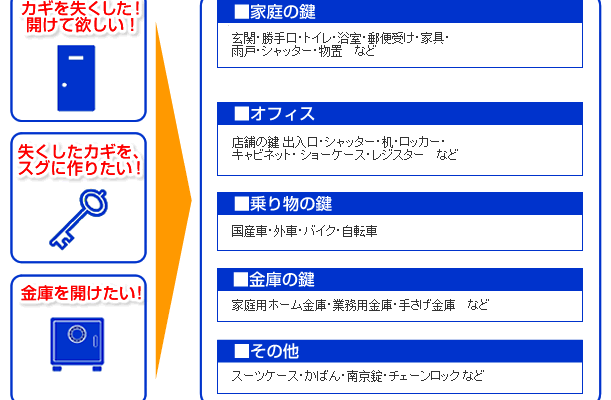 カギを失くした!
開けて欲しい!
失くしたカギを、
スグに作りたい!
金庫を開けたい!
■家庭の鍵
玄関・勝手口・トイレ・浴室・郵便受け・家具・
雨戸・シャッター・物置　など
■オフィス
店舗の鍵 出入口・シャッター・机・ロッカー・
キャビネット・ショーケース・レジスター　など
■乗り物の鍵
国産車・外車・バイク・自転車
■金庫の鍵
家庭用ホーム金庫・業務用金庫・手さげ金庫　など
■その他
スーツケース・かばん・南京錠・チェーンロックなど